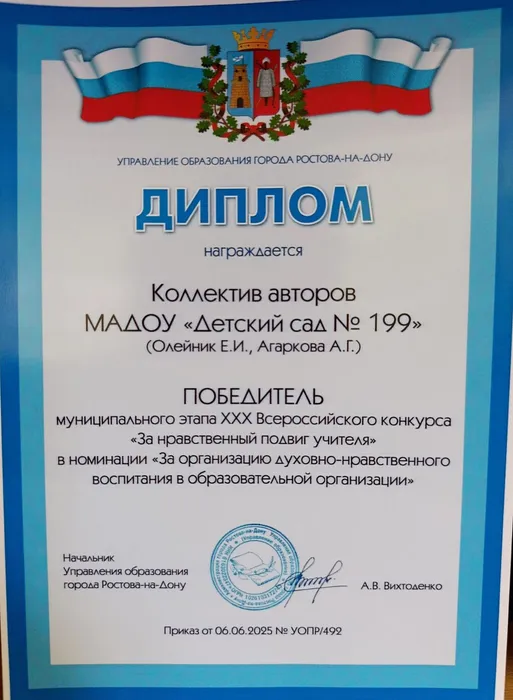 УПРАВЛЕНИЕ ОБРАЗОВАНИЯ ГОРОДА РОСТОВА-НА-ДОНУ
ДИПЛОМ
награждается
Коллектив авторов
МАДОУ «Детский сад № 199»
(Олейник Е.И., Агаркова А.Г.)
ПОБЕДИТЕЛЬ
муниципального этапа XXX Всероссийского конкурса
«За нравственный подвиг учителя»
в номинации «За организацию духовно-нравственного
воспитания в образовательной организации»
Начальник
Управления образования
города Ростова-на-Дону
А.В. Вихтоденко
Приказ от 06.06.2025 № УОПР/492